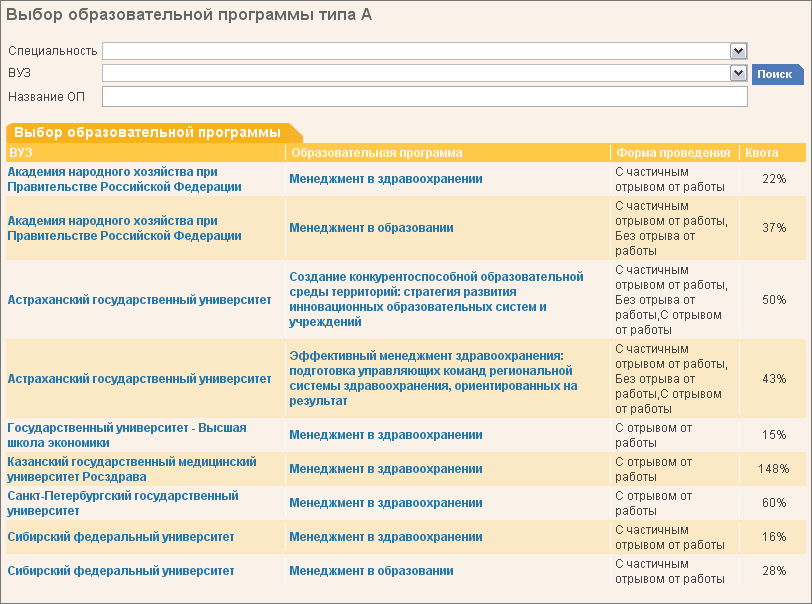 Выбор образовательной программы типа А
Специальность
ВУЗ
Поиск
Название ОП
Выбор образовательной программы
ВУЗ Образовательная программа Форма проведения Квота
Академия народного хозяйства при
Правительстве Российской Федерации
Менеджмент в здравоохранении
С частичным
отрывом от работы
22%
Академия народного хозяйства при
Правительстве Российской Федерации
Менеджмент в образовании
С частичным
отрывом от работы,
Без отрыва от
работы
37%
Астраханский государственный университет
Создание конкурентоспособной образовательной
среды территорий: стратегия развития
инновационных образовательных систем и
учреждений
С частичным
отрывом от работы,
Без отрыва от
работы,С отрывом
от работы
50%
Астраханский государственный университет
Эффективный менеджмент здравоохранения:
подготовка управляющих команд региональной
системы здравоохранения, ориентированных на
результат
С частичным
отрывом от работы,
Без отрыва от
работы,С отрывом
от работы
43%
Государственный университет - Высшая
школа экономики
Менеджмент в здравоохранении
С отрывом от
работы
15%
Казанский государственный медицинский
университет Росздрава
Менеджмент в здравоохранении
С отрывом от
работы
148%
Санкт-Петербургский государственный
университет
Менеджмент в здравоохранении
С отрывом от
работы
60%
Сибирский федеральный университет
Менеджмент в здравоохранении
С частичным
отрывом от работы
16%
Сибирский федеральный университет
Менеджмент в образовании
С частичным
отрывом от работы
28%